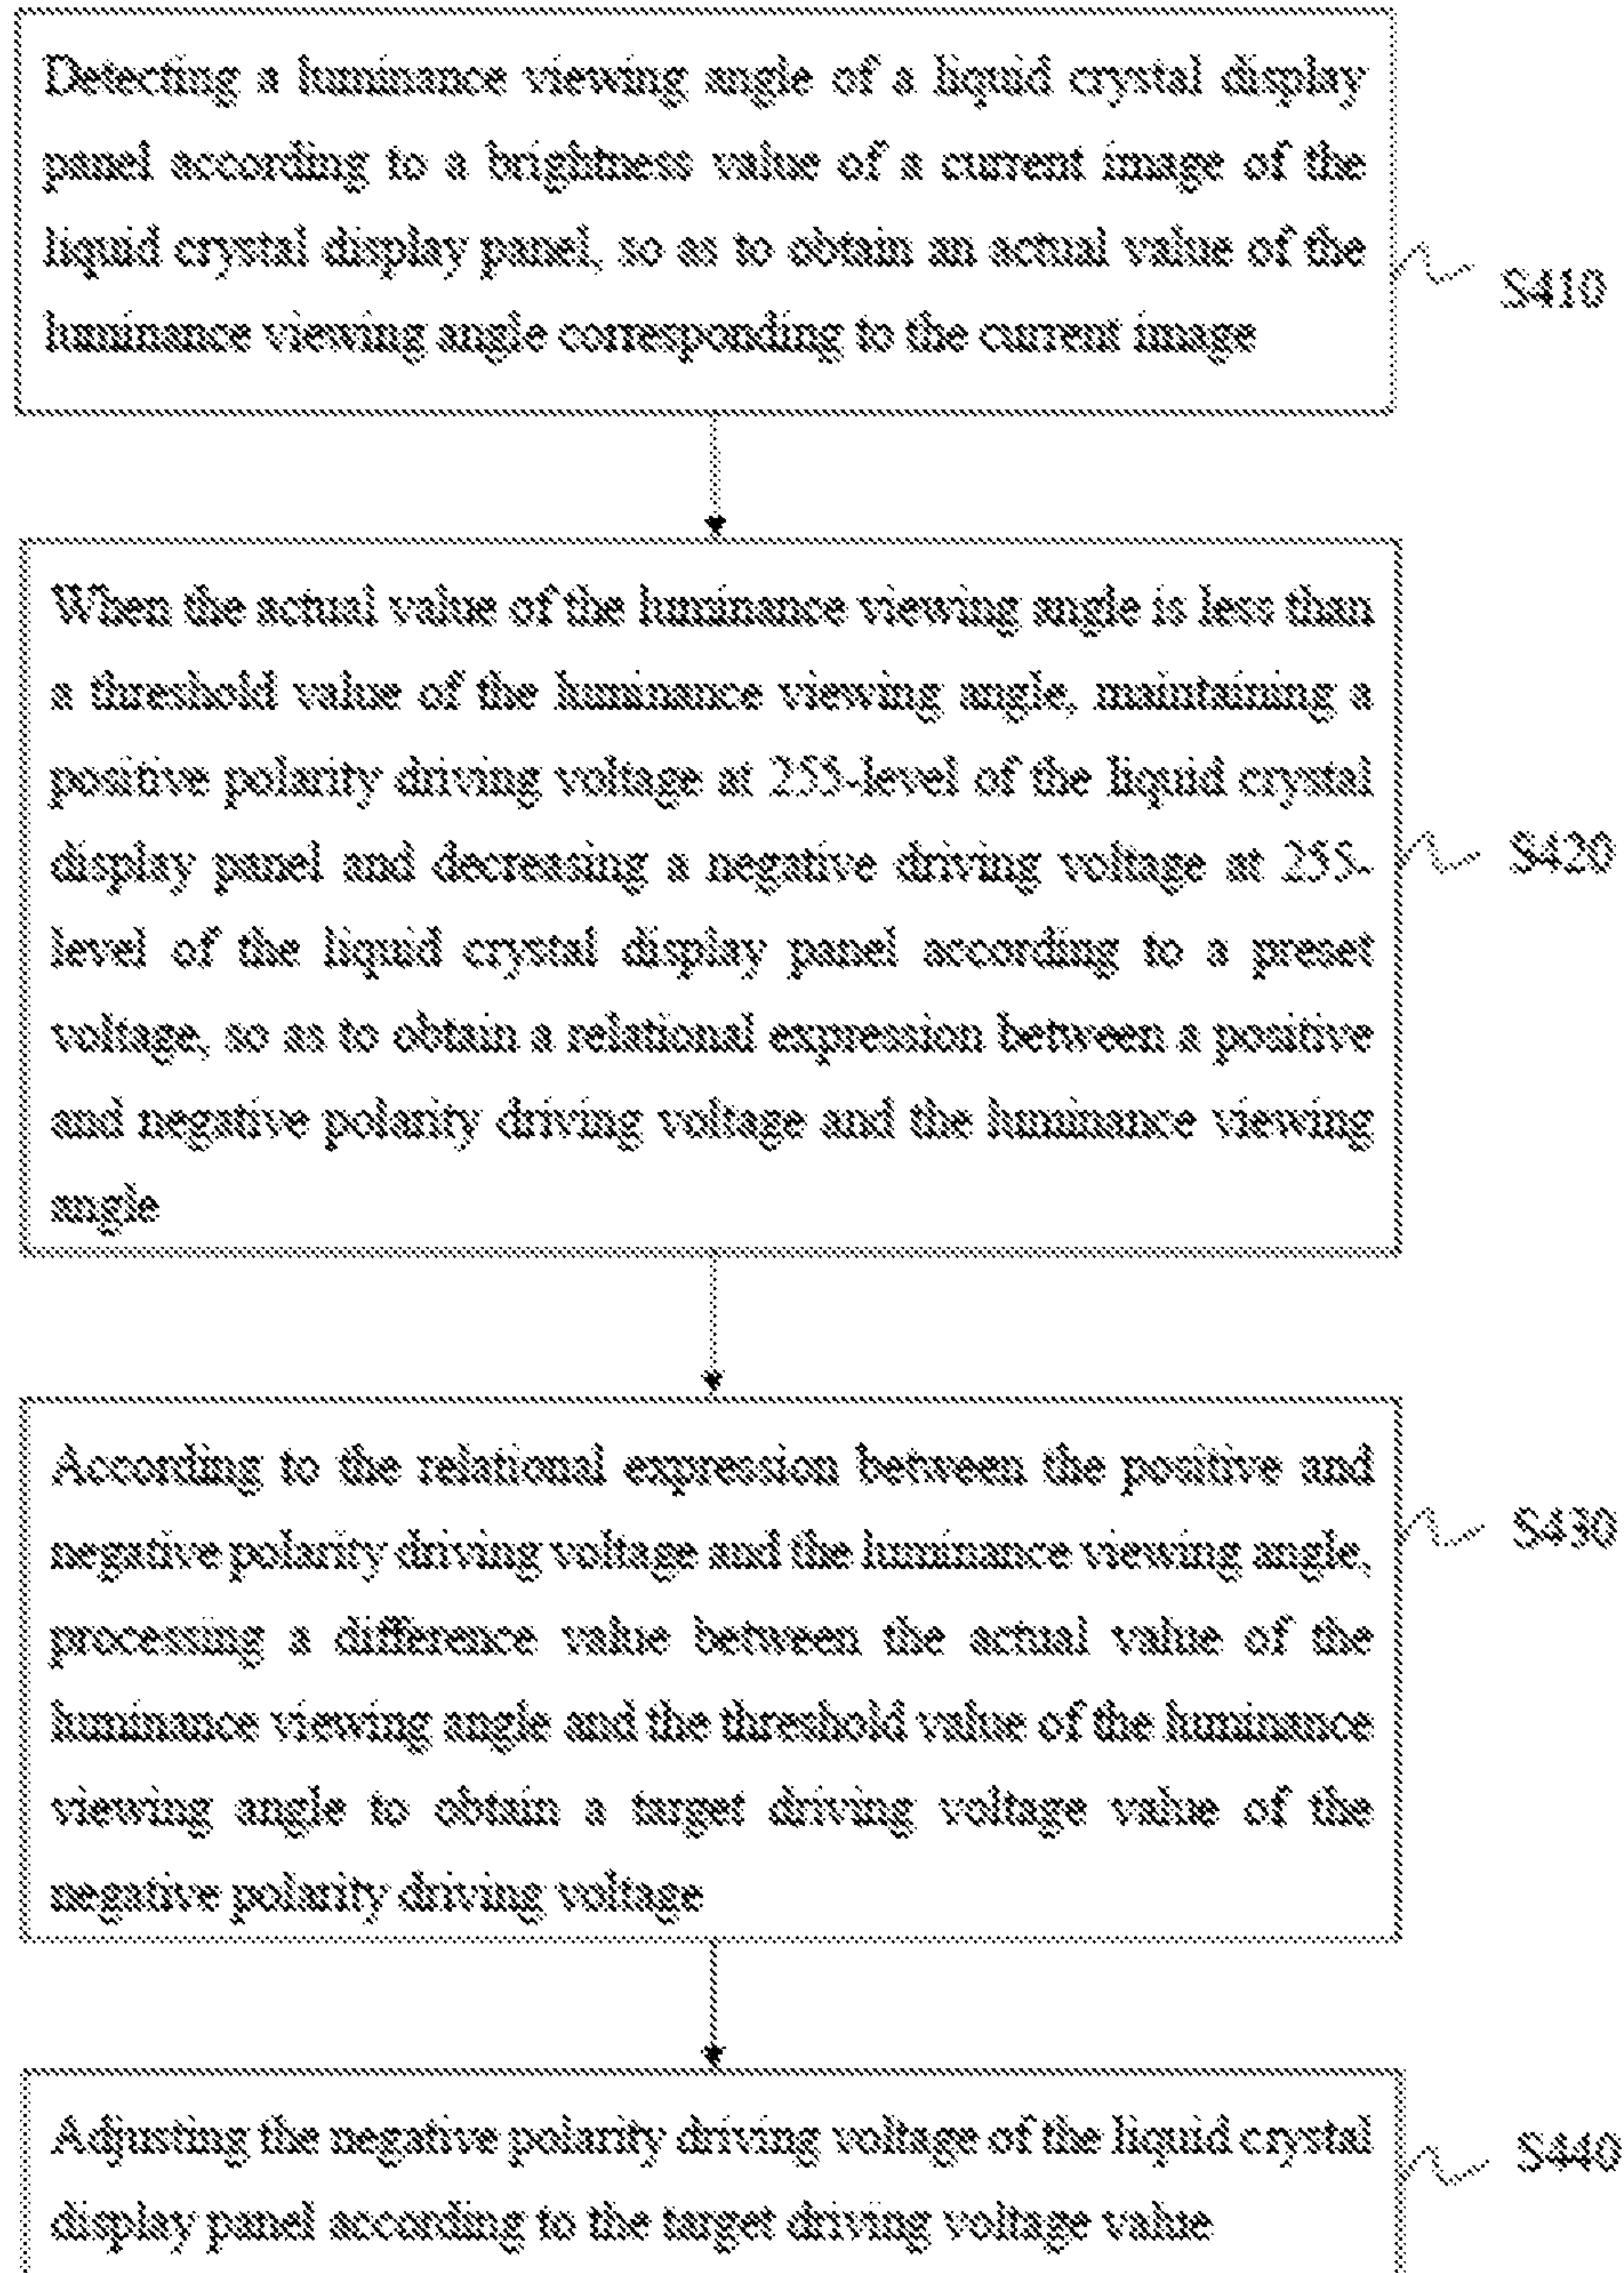 Detecting a luminance viewing angle of a liquid crystal display
panel according to a brightness value of a current image of the
liquid crystal display panel, so as to obtain an actual value of the
luminance viewing angle corresponding to the current image
S410
When the actual value of the luminance viewing angle is less than
a threshold value of the luminance viewing angle, maintaining a
positive polarity driving voltage at 255-level of the liquid crystal
display panel and decreasing a negative driving voltage at 255-
level of the liquid crystal display panel according to a preset
voltage, so as to obtain a relational expression between a positive
and negative polarity driving voltage and the luminance viewing
angle
S420
According to the relational expression between the positive and
negative polarity driving voltage and the luminance viewing angle,
processing a difference value between the actual value of the
luminance viewing angle and the threshold value of the luminance
viewing angle to obtain a target driving voltage value of the
negative polarity driving voltage
S430
Adjusting the negative polarity driving voltage of the liquid crystal
display panel according to the target driving voltage value
S440